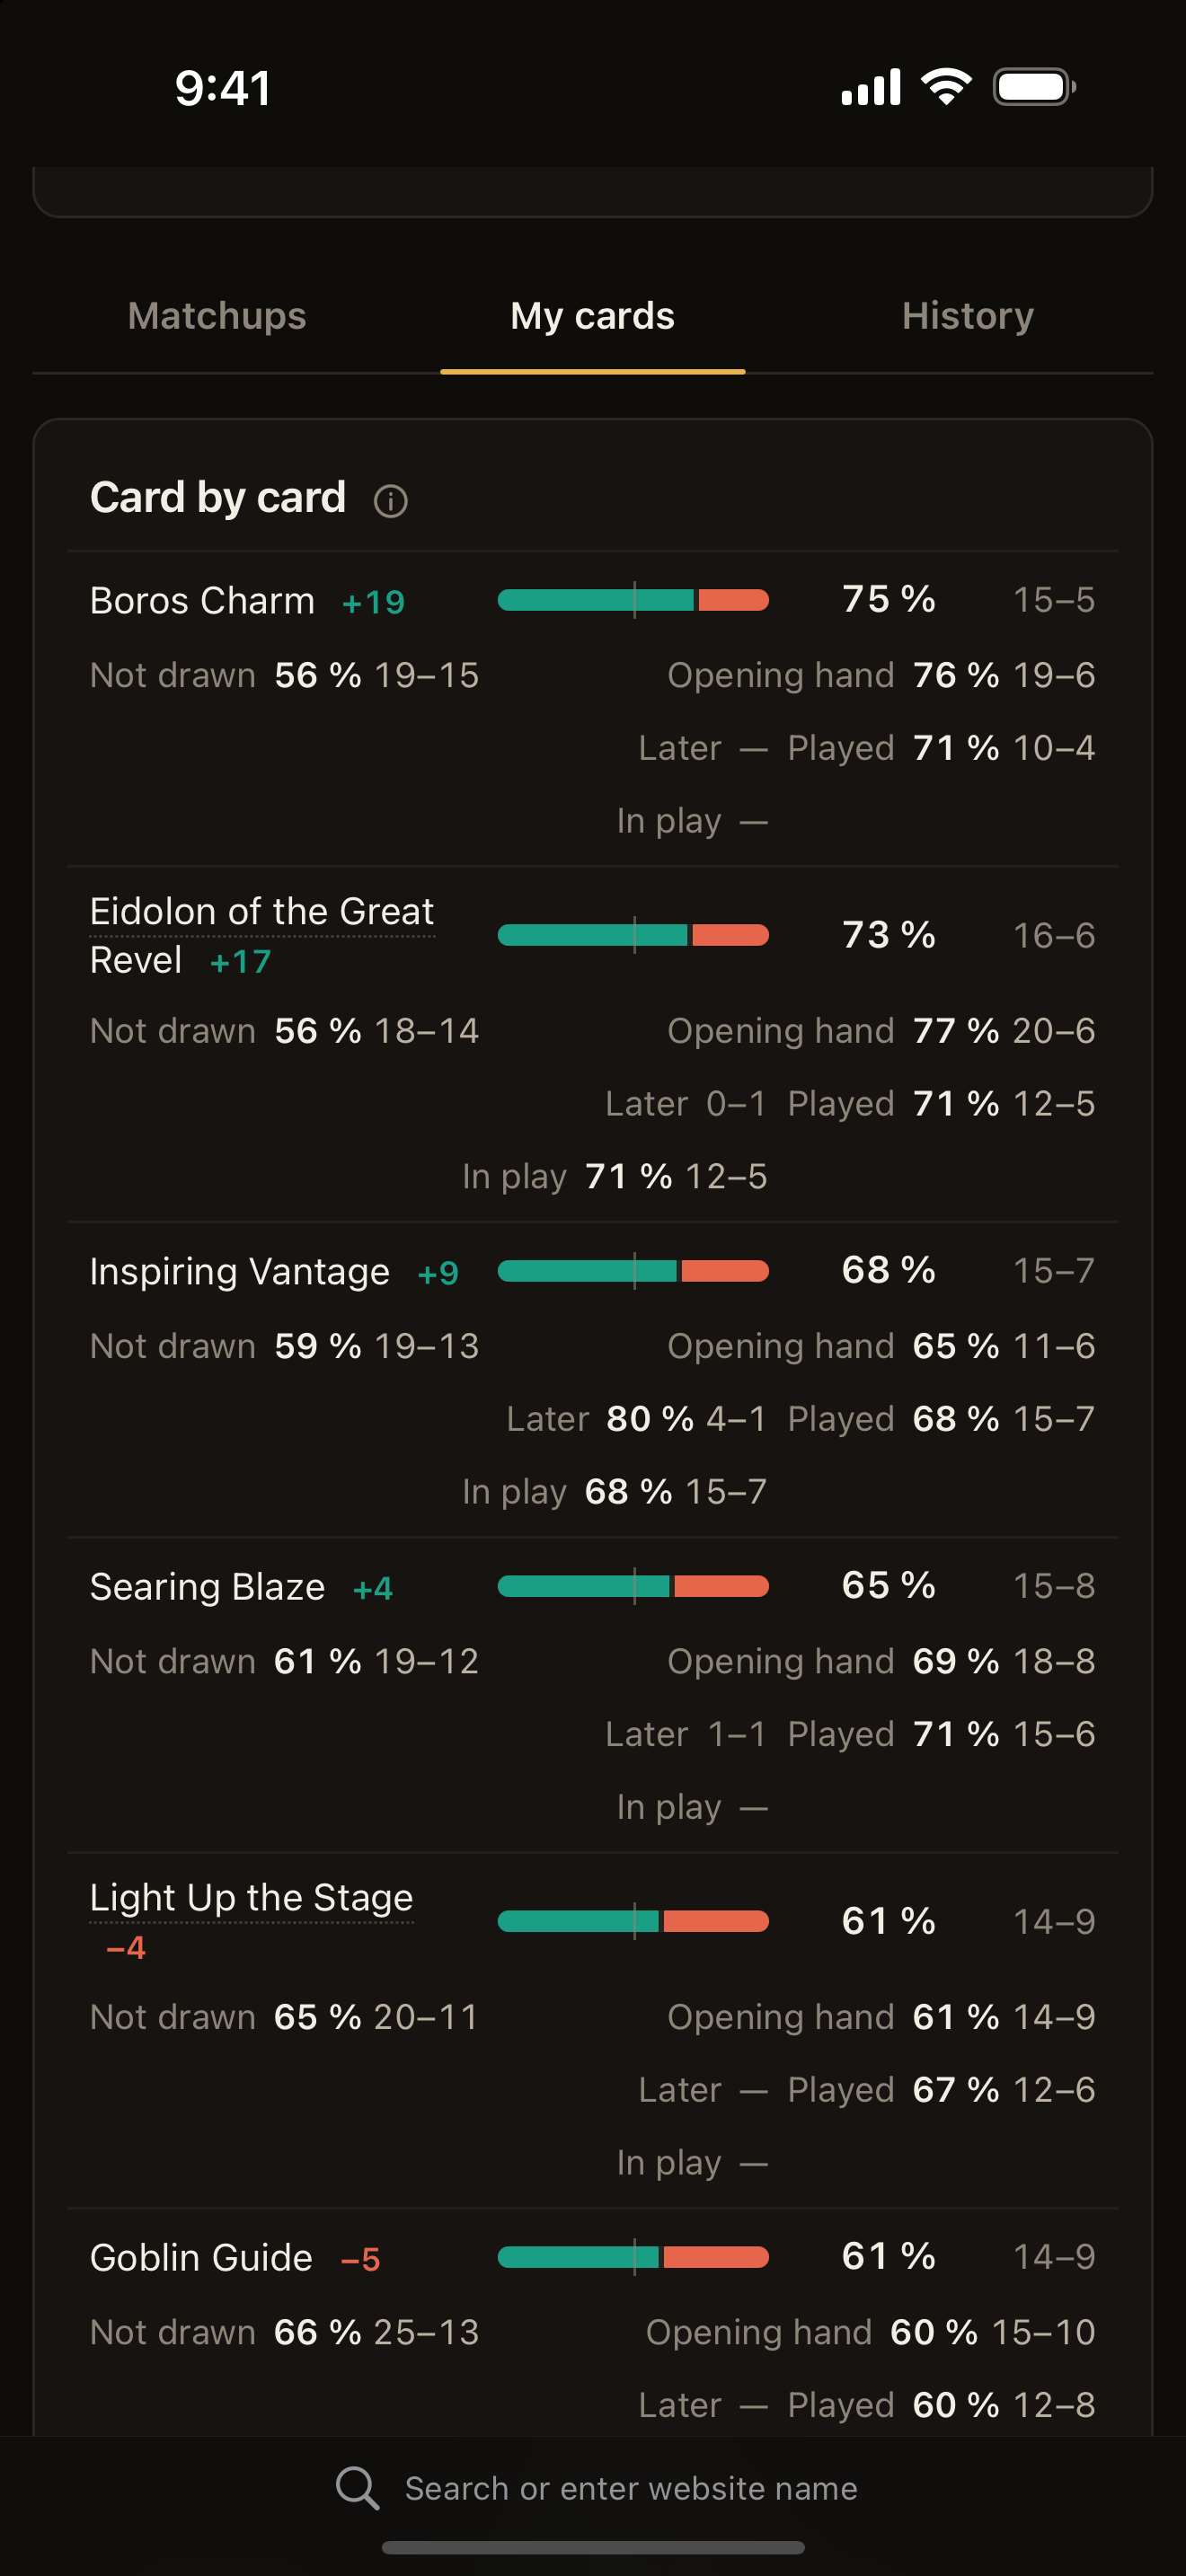 9:41
Matchups My cards History
Card by card
Boros Charm +19 75 % 15–5
Not drawn 56 % 19–15 Opening hand 76 % 19–6
Later — Played 71 % 10–4
In play —
Eidolon of the Great
Revel +17 73 % 16–6
Not drawn 56 % 18–14 Opening hand 77 % 20–6
Later 0–1 Played 71 % 12–5
In play 71 % 12–5
Inspiring Vantage +9 68 % 15–7
Not drawn 59 % 19–13 Opening hand 65 % 11–6
Later 80 % 4–1 Played 68 % 15–7
In play 68 % 15–7
Searing Blaze +4 65 % 15–8
Not drawn 61 % 19–12 Opening hand 69 % 18–8
Later 1–1 Played 71 % 15–6
In play —
Light Up the Stage
–4 61 % 14–9
Not drawn 65 % 20–11 Opening hand 61 % 14–9
Later — Played 67 % 12–6
In play —
Goblin Guide –5 61 % 14–9
Not drawn 66 % 25–13 Opening hand 60 % 15–10
Later — Played 60 % 12–8
Search or enter website name